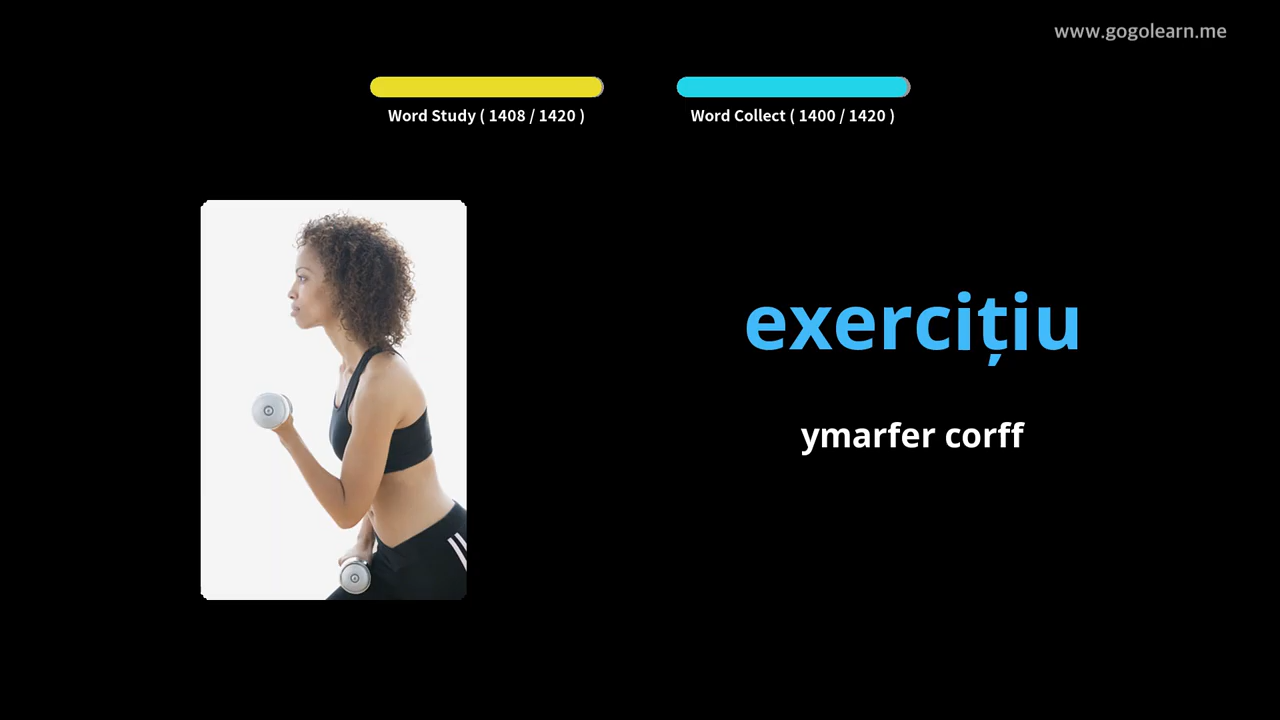 www.gogolearn.me
Word Study ( 1408 / 1420 )
Word Collect ( 1400 / 1420 )
exercițiu
ymarfer corff